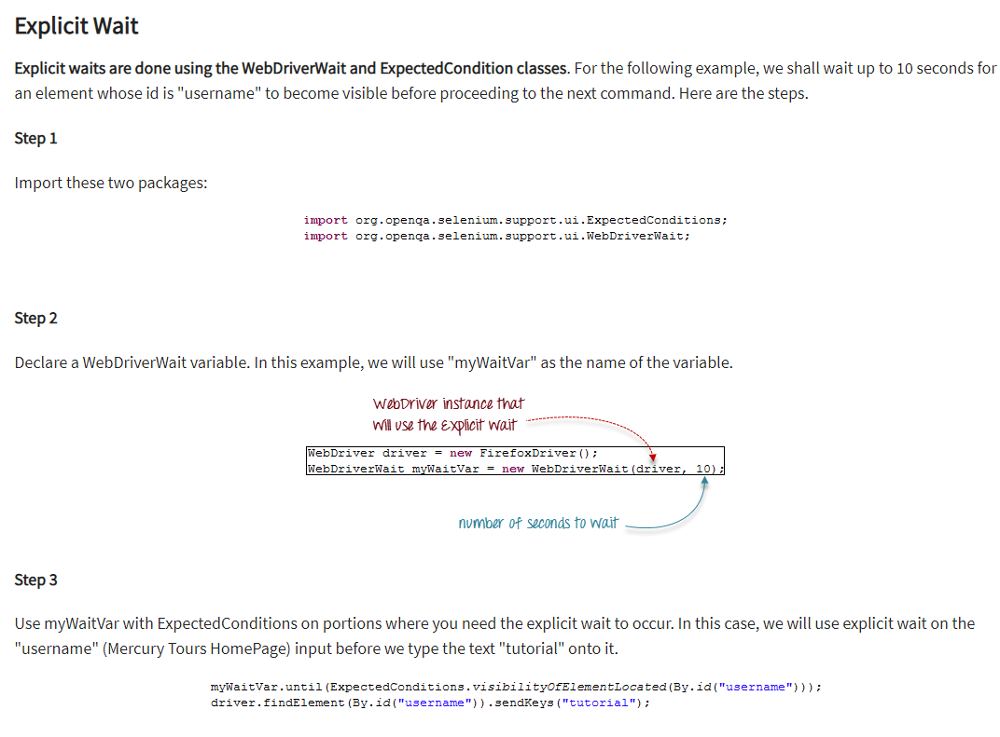 Explicit Wait
Explicit waits are done using the WebDriverWait and ExpectedCondition classes. For the following example, we shall wait up to 10 seconds for
an element whose id is "username" to become visible before proceeding to the next command. Here are the steps.
Step 1
Import these two packages:
import org.openqa.selenium.support.ui.ExpectedConditions;
import org.openqa.selenium.support.ui.WebDriverWait;
Step 2
Declare a WebDriverWait variable. In this example, we will use "myWaitVar" as the name of the variable.
WebDriver instance that
will use the Explicit wait
WebDriver driver = new FirefoxDriver();
WebDriverWait myWaitVar = new WebDriverWait(driver, 10);
number of seconds to wait
Step 3
Use myWaitVar with ExpectedConditions on portions where you need the explicit wait to occur. In this case, we will use explicit wait on the
"username" (Mercury Tours HomePage) input before we type the text "tutorial" onto it.
myWaitVar.until(ExpectedConditions.visibilityOfElementLocated(By.id("username")));
driver.findElement(By.id("username")).sendKeys("tutorial");